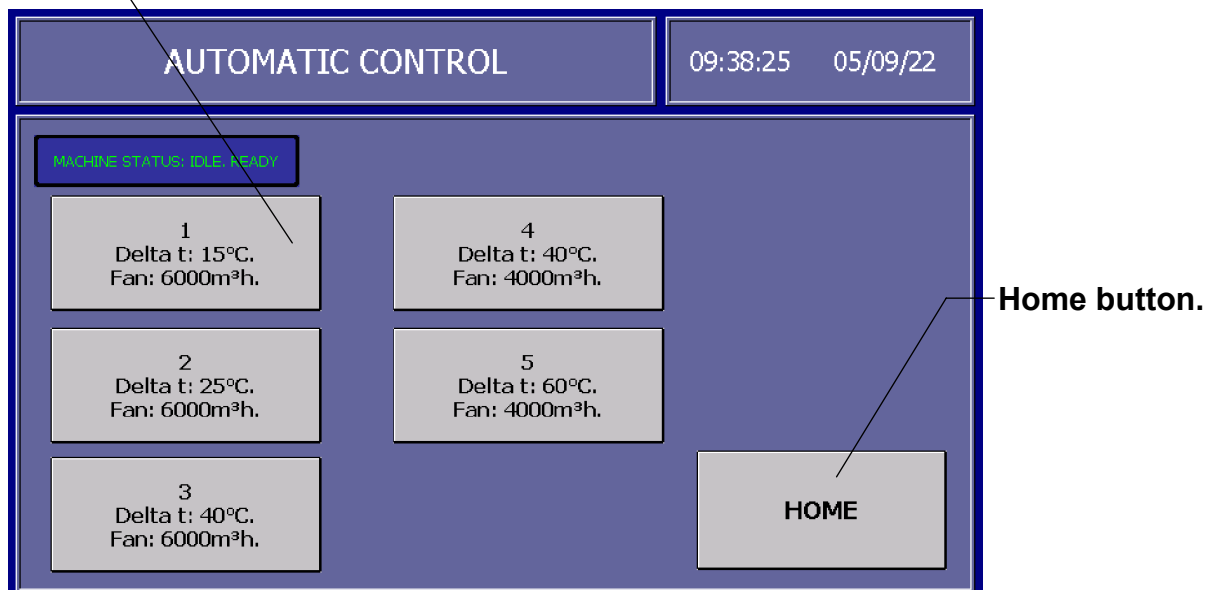 AUTOMATIC CONTROL
09:38:25 05/09/22
MACHINE STATUS: IDLE. READY
1
Delta t: 15ºC.
Fan: 6000m³h.
4
Delta t: 40ºC.
Fan: 4000m³h.
Home button.
2
Delta t: 25ºC.
Fan: 6000m³h.
5
Delta t: 60ºC.
Fan: 4000m³h.
3
Delta t: 40ºC.
Fan: 6000m³h.
HOME